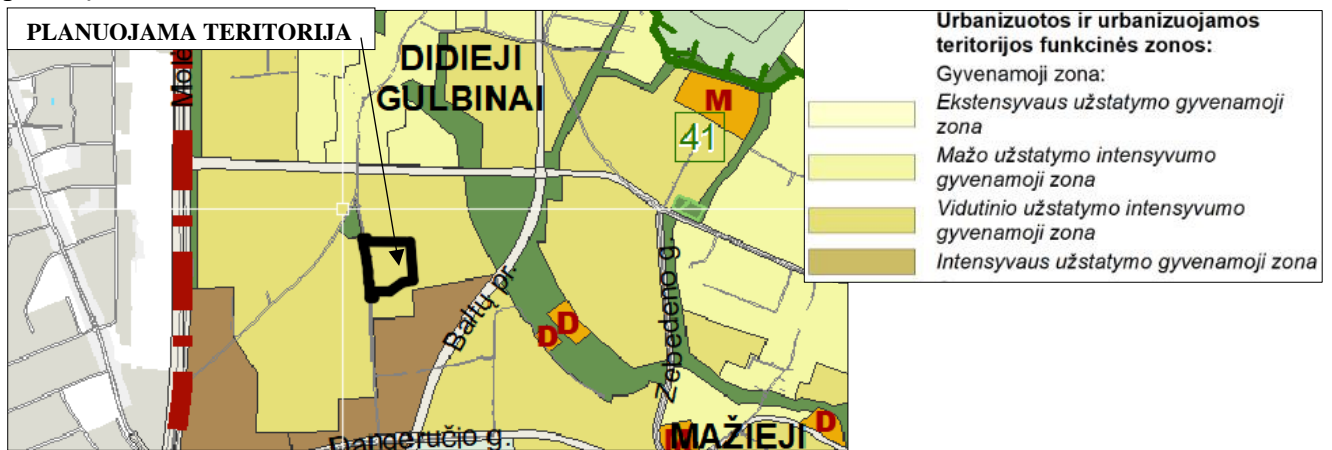 PLANUOJAMA TERITORIJA
DIDIEJI
GULBINAI
M
41
D
D
Baltų pr.
Žebedeno g.
MAŽIEJI
D
Dangeručio g.
Urbanizuotos ir urbanizuojamos
teritorijos funkcinės zonos:
Gyvenamoji zona:
Ekstensyvaus užstatymo gyvenamoji
zona
Mažo užstatymo intensyvumo
gyvenamoji zona
Vidutinio užstatymo intensyvumo
gyvenamoji zona
Intensyvaus užstatymo gyvenamoji zona